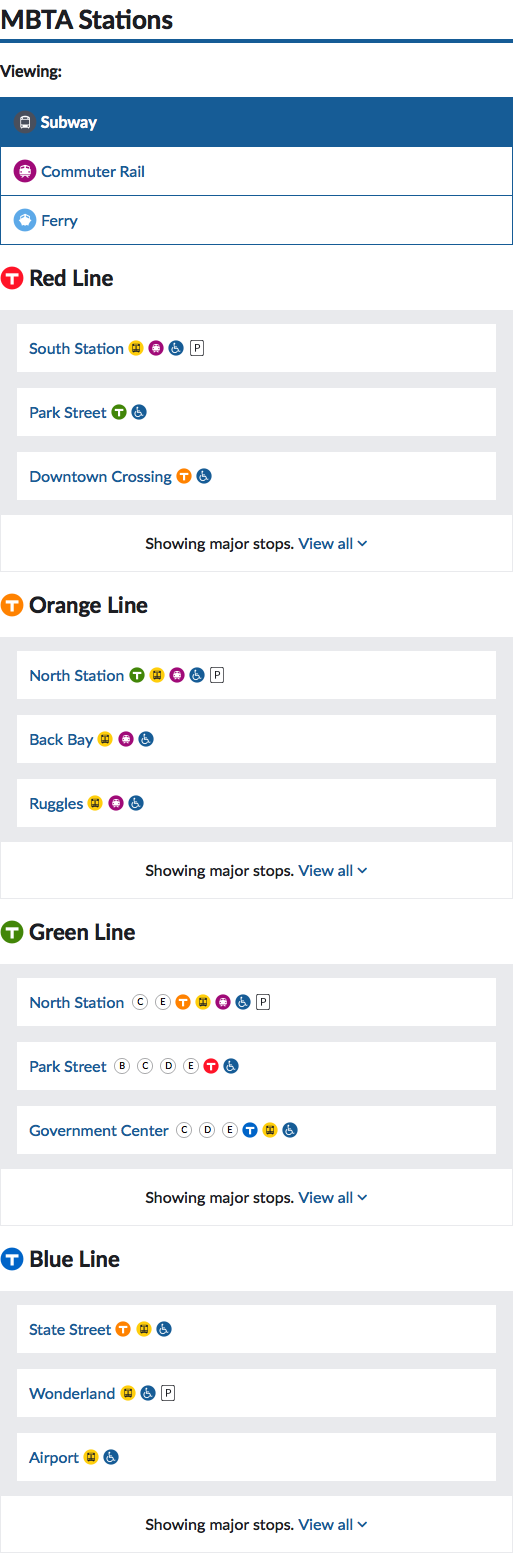 MBTA Stations
Viewing:
Subway
Commuter Rail
Ferry
T Red Line
South Station P
Park Street T
Downtown Crossing T
Showing major stops. View all
T Orange Line
North Station T P
Back Bay
Ruggles
Showing major stops. View all
T Green Line
North Station C E T P
Park Street B C D E T
Government Center C D E T
Showing major stops. View all
T Blue Line
State Street T
Wonderland P
Airport
Showing major stops. View all